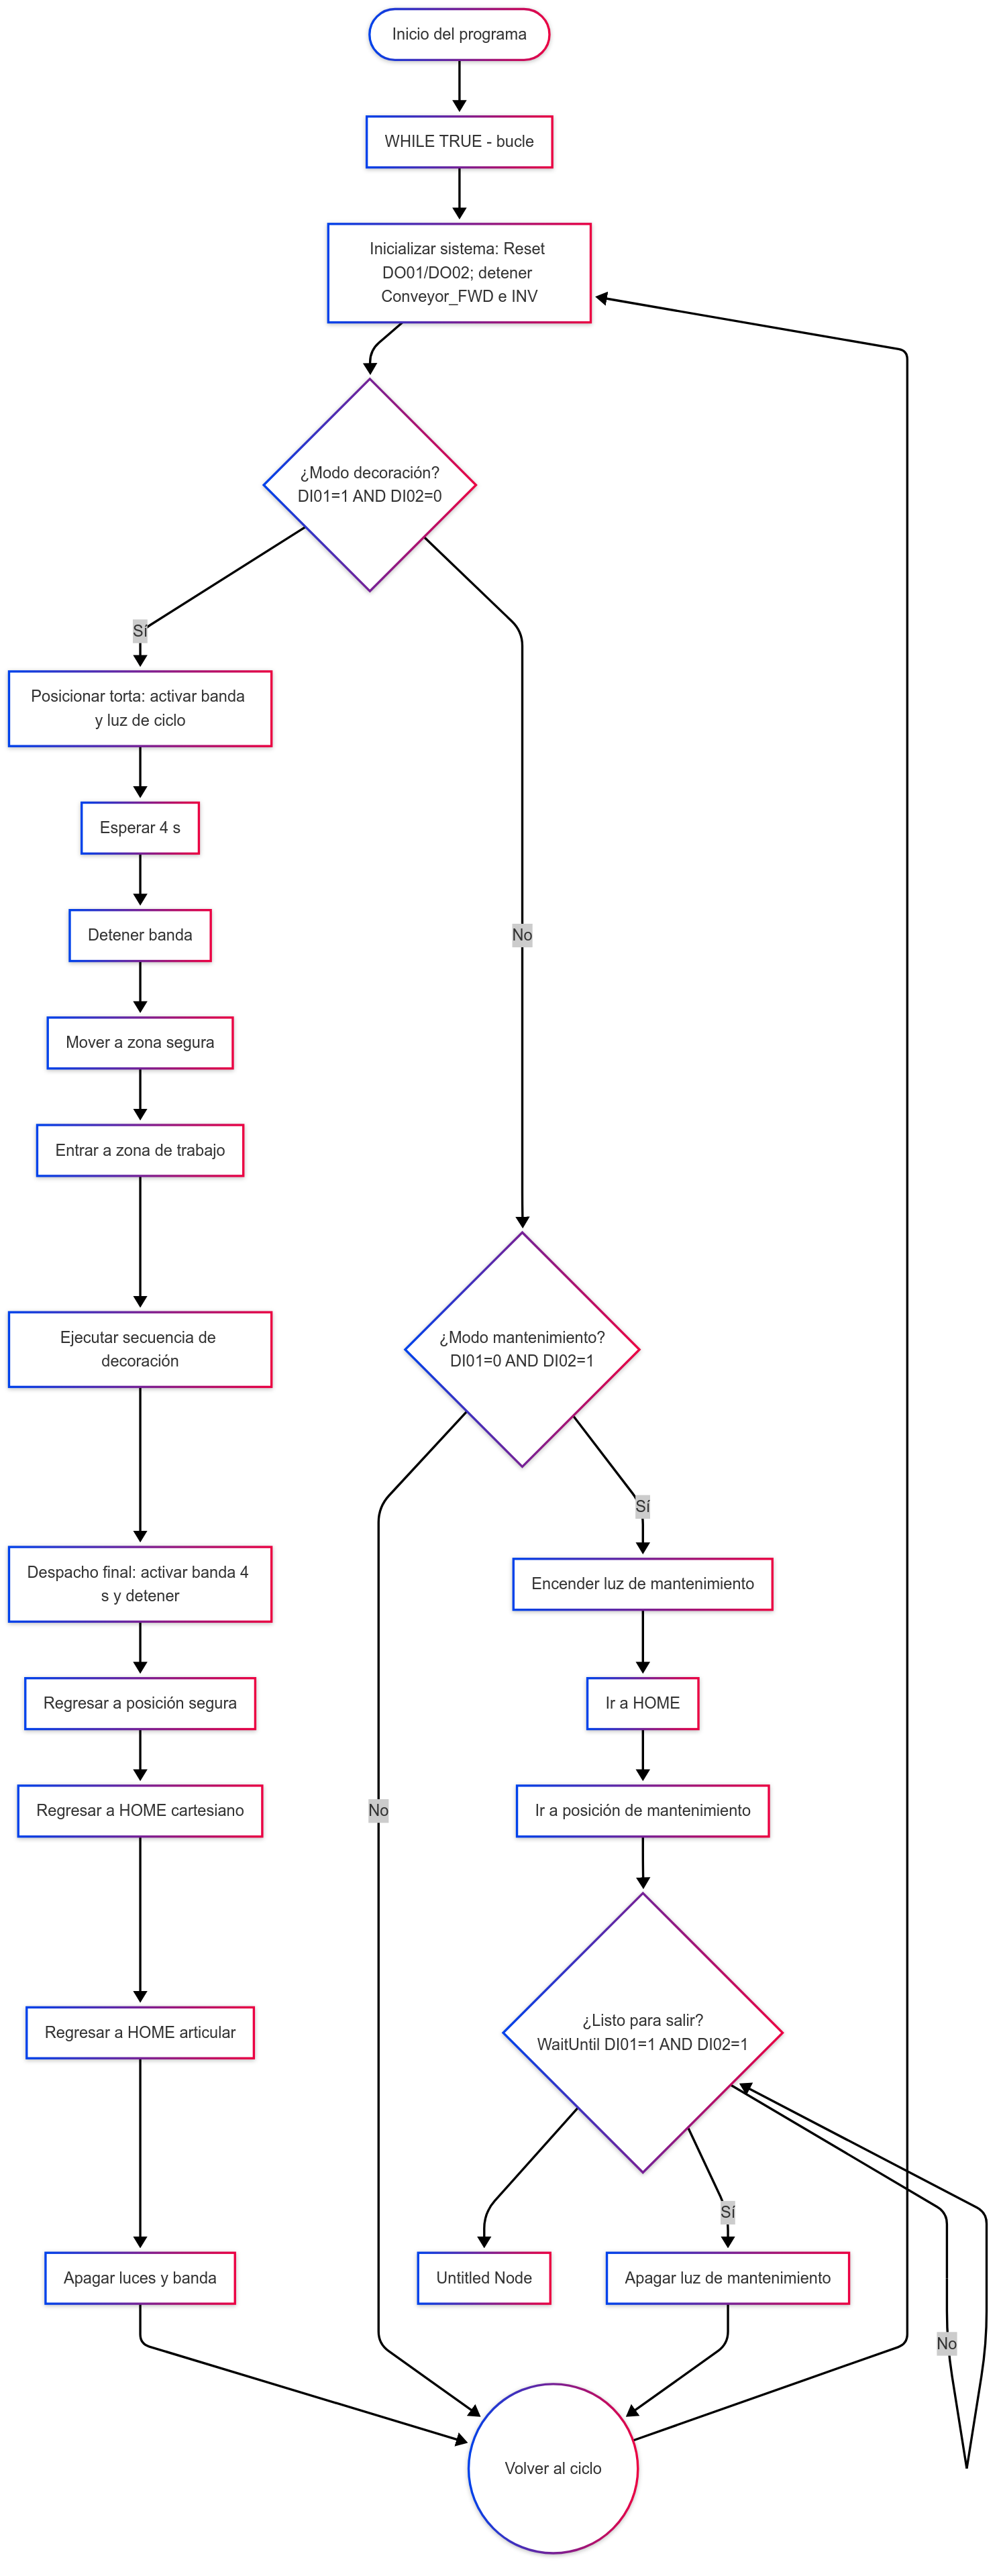 Inicio del programa
WHILE TRUE - bucle
Inicializar sistema: Reset
DO01/DO02; detener
Conveyor_FWD e INV
¿Modo decoración?
DI01=1 AND DI02=0
Sí
Posicionar torta: activar banda
y luz de ciclo
Esperar 4 s
Detener banda
No
Mover a zona segura
Entrar a zona de trabajo
Ejecutar secuencia de
decoración
¿Modo mantenimiento?
DI01=0 AND DI02=1
Sí
Despacho final: activar banda 4
s y detener
Encender luz de mantenimiento
Regresar a posición segura
Ir a HOME
Regresar a HOME cartesiano
No
Ir a posición de mantenimiento
Regresar a HOME articular
¿Listo para salir?
WaitUntil DI01=1 AND DI02=1
Sí
Apagar luces y banda
Untitled Node
Apagar luz de mantenimiento
No
Volver al ciclo